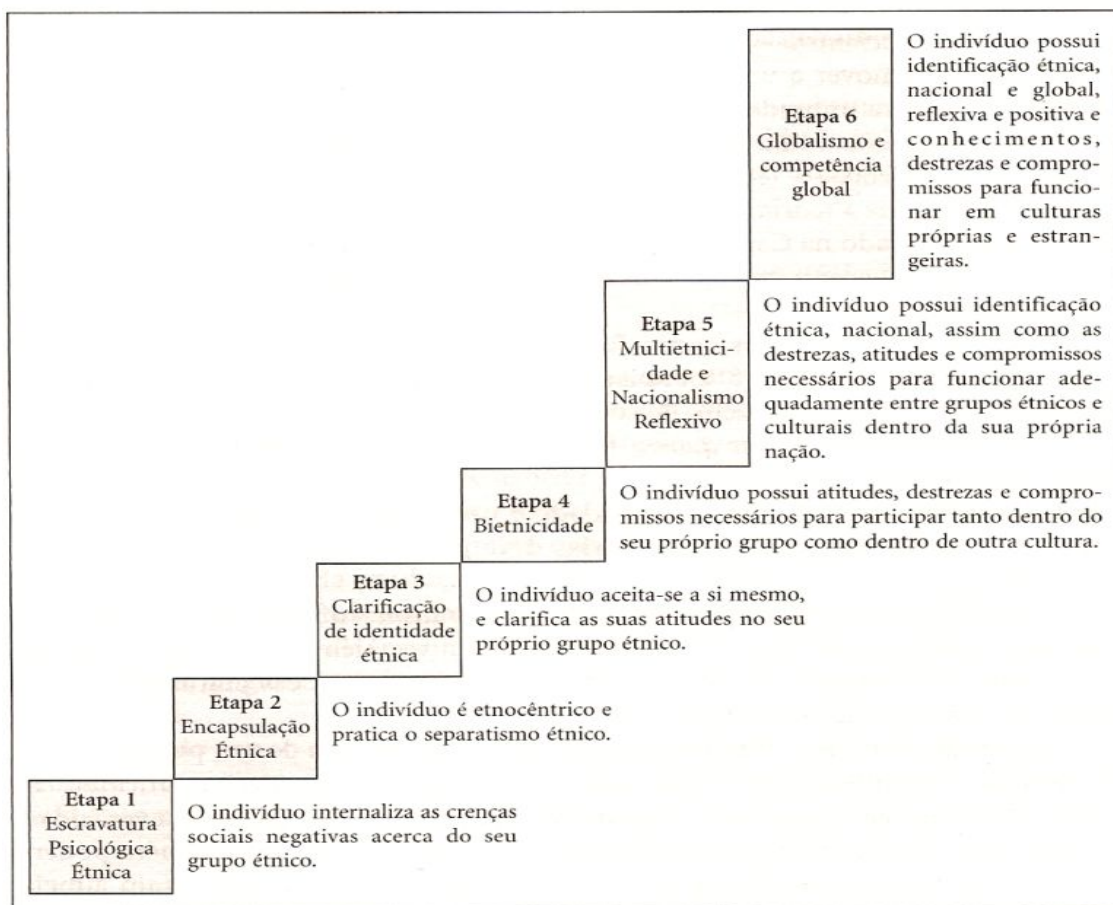 Etapa 6
Globalismo e
competência
global
O indivíduo possui
identificação étnica,
nacional e global,
reflexiva e positiva e
conhecimentos,
destrezas e compro-
missos para funcio-
nar em culturas
próprias e estran-
geiras.
Etapa 5
Multietnici-
dade e
Nacionalismo
Reflexivo
O indivíduo possui identificação
étnica, nacional, assim como as
destrezas, atitudes e compromissos
necessários para funcionar ade-
quadamente entre grupos étnicos e
culturais dentro da sua própria
nação.
Etapa 4
Bietnicidade
O indivíduo possui atitudes, destrezas e compro-
missos necessários para participar tanto dentro do
seu próprio grupo como dentro de outra cultura.
Etapa 3
Clarificação
de identidade
étnica
O indivíduo aceita-se a si mesmo,
e clarifica as suas atitudes no seu
próprio grupo étnico.
Etapa 2
Encapsulação
Étnica
O indivíduo é etnocêntrico e
pratica o separatismo étnico.
Etapa 1
Escravatura
Psicológica
Étnica
O indivíduo internaliza as crenças
sociais negativas acerca do seu
grupo étnico.